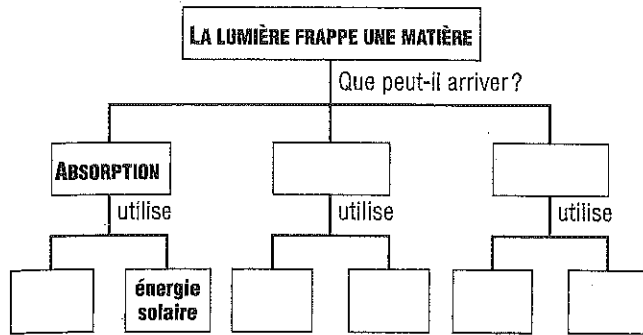 LA LUMIÈRE FRAPPE UNE MATIÈRE
Que peut-il arriver?
ABSORPTION
utilise
utilise
utilise
énergie
solaire